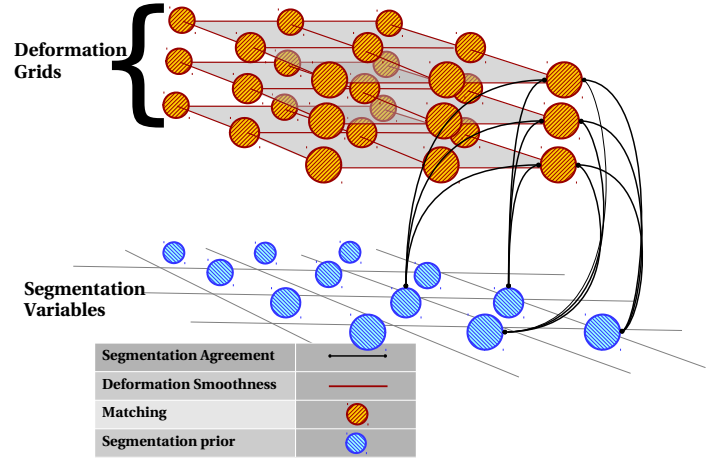 Deformation
Grids
Segmentation
Variables
Segmentation Agreement
Deformation Smoothness
Matching
Segmentation prior